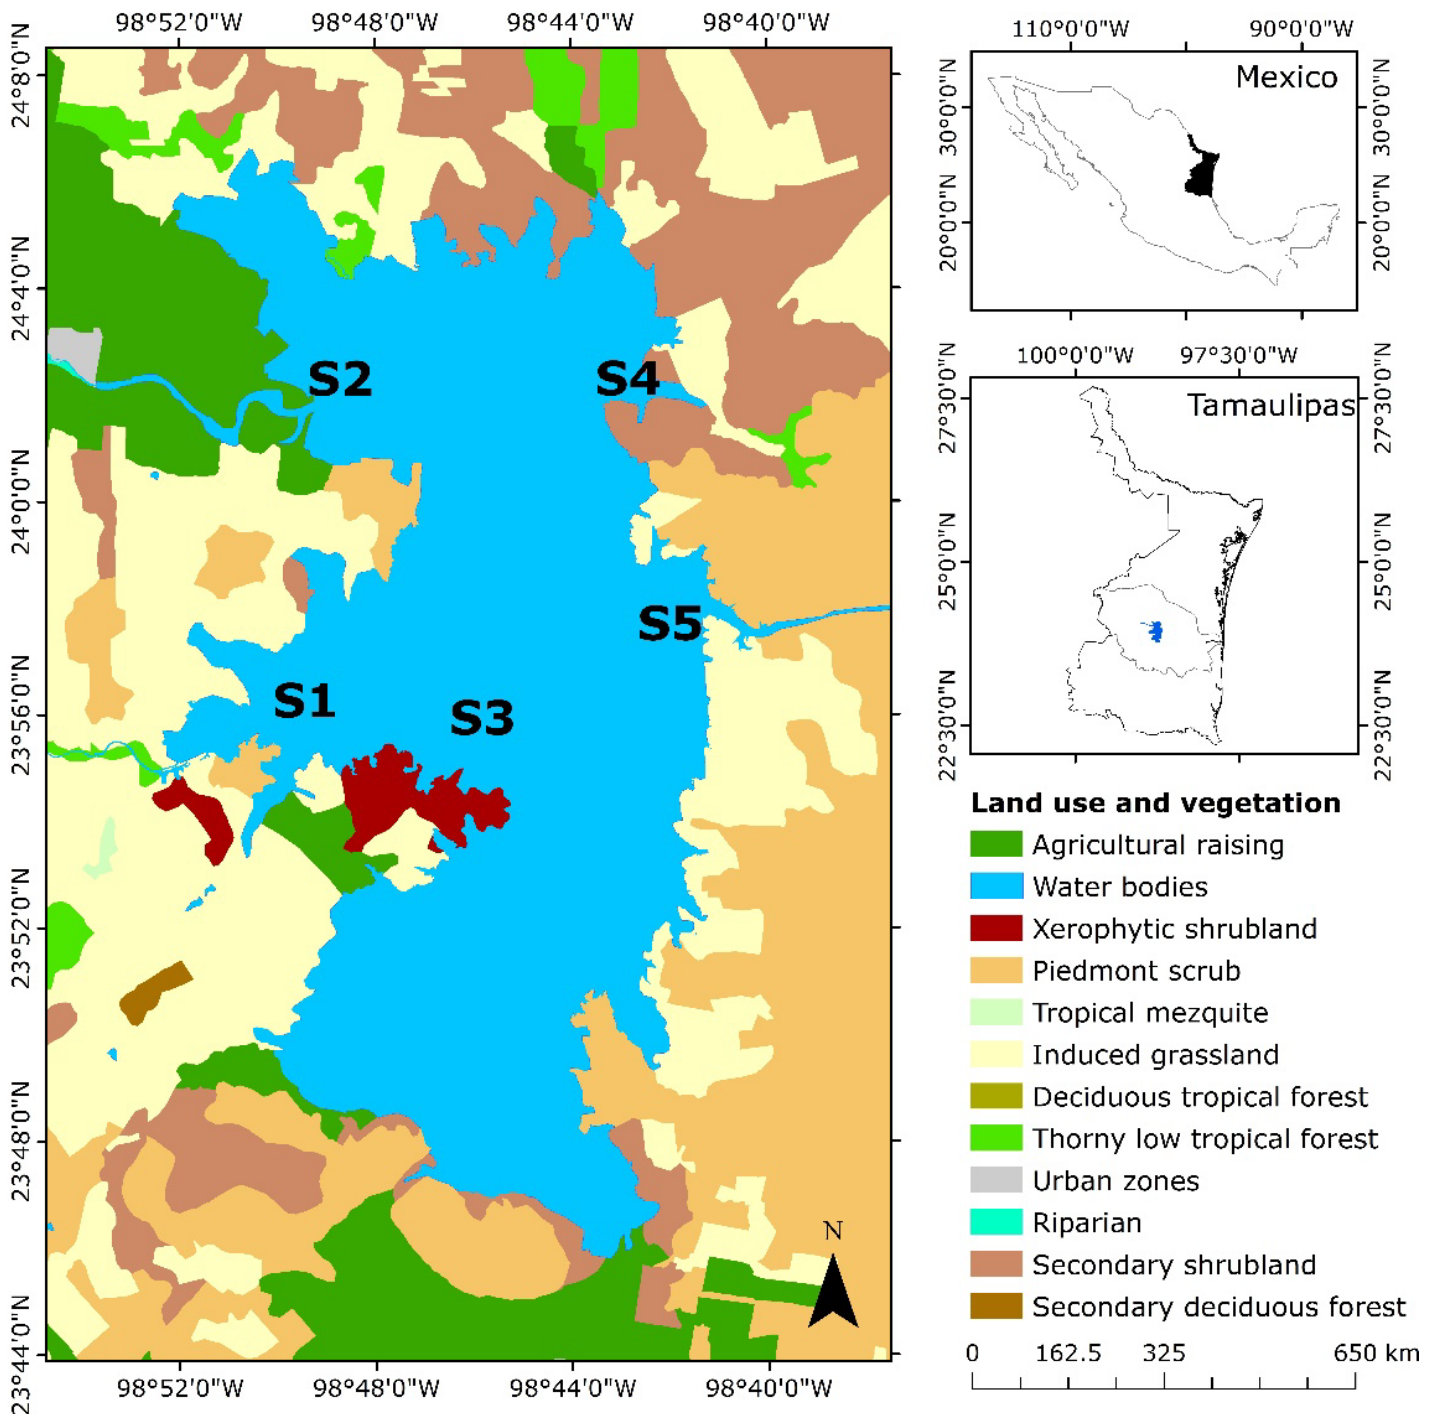 98°52'0"W 98°48'0"W 98°44'0"W 98°40'0"W
24°8'0"N
24°4'0"N
24°0'0"N
23°56'0"N
23°52'0"N
23°48'0"N
23°44'0"N
S2
S4
S5
S1
S3
N
98°52'0"W 98°48'0"W 98°44'0"W 98°40'0"W
110°0'0"W 90°0'0"W
Mexico
30°0'0"N 30°0'0"N
20°0'0"N 20°0'0"N
100°0'0"W 97°30'0"W
Tamaulipas
27°30'0"N 27°30'0"N
25°0'0"N 25°0'0"N
22°30'0"N 22°30'0"N
Land use and vegetation
Agricultural raising
Water bodies
Xerophytic shrubland
Piedmont scrub
Tropical mezquite
Induced grassland
Deciduous tropical forest
Thorny low tropical forest
Urban zones
Riparian
Secondary shrubland
Secondary deciduous forest
0 162.5 325 650 km